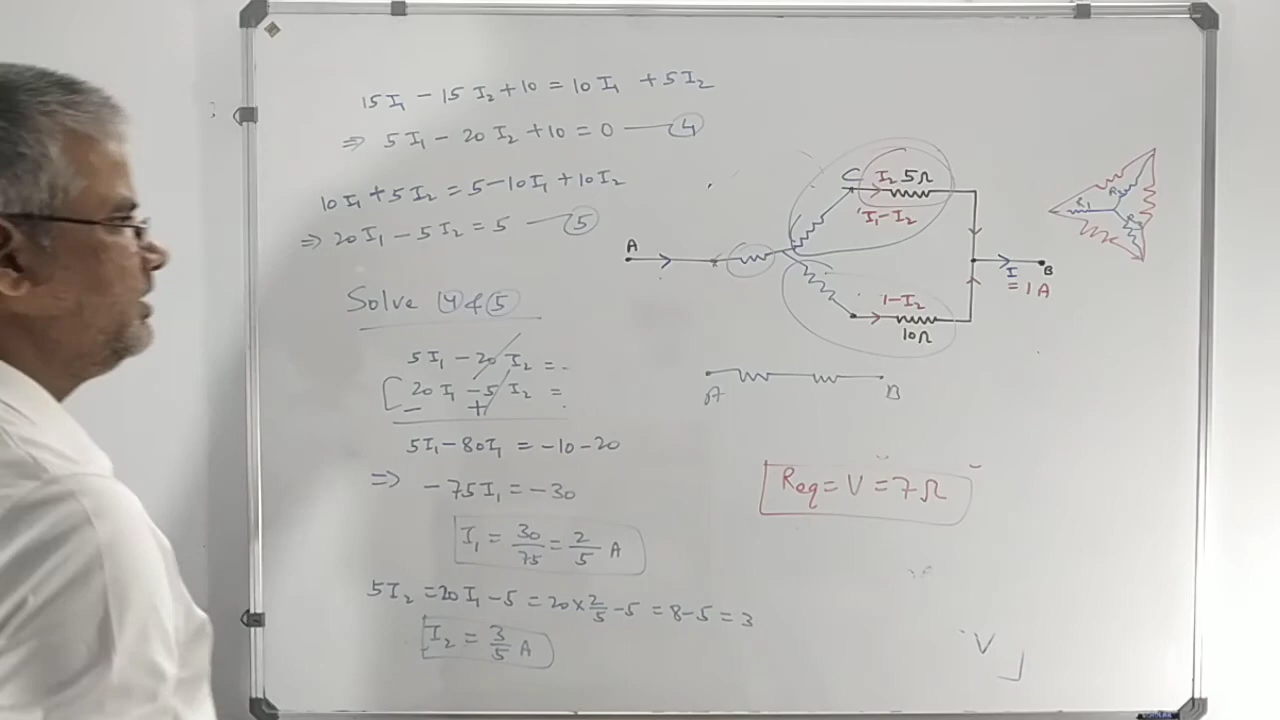 15I₁ - 15I₂ + 10 = 10I₁ + 5I₂
⇒ 5I₁ - 20I₂ + 10 = 0 — ④
10I₁ + 5I₂ = 5 - 10I₁ + 10I₂
⇒ 20I₁ - 5I₂ = 5 — ⑤
Solve ④ & ⑤
5I₁ - 20I₂ = -
[20I₁ - 5I₂ =
- +
5I₁ - 80I₁ = -10 - 20
⇒ -75I₁ = -30
I₁ = 30/75 = 2/5 A
5I₂ = 20I₁ - 5 = 20 × 2/5 - 5 = 8 - 5 = 3
I₂ = 3/5 A
C I₂ 5Ω
I₁-I₂
A
I B
= 1A
1-I₂
10Ω
R₁
A B
Req = V = 7Ω
V